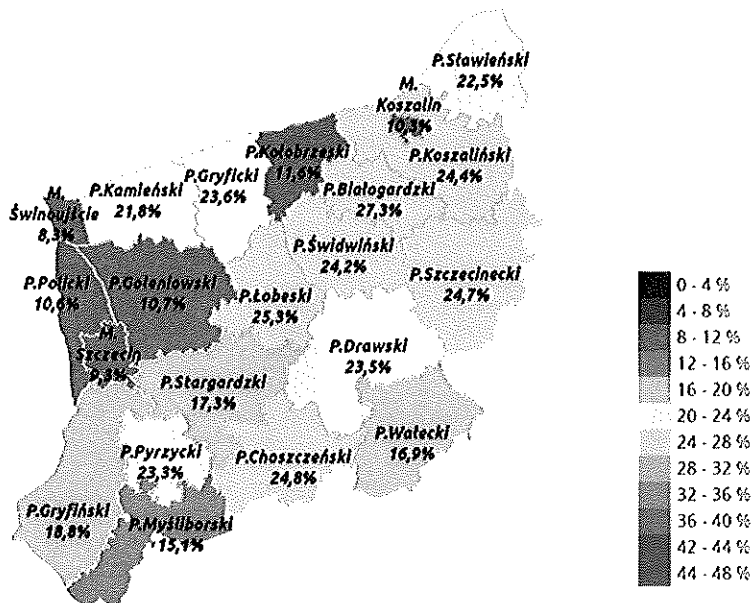 P.Sławieński
22,5%
M.
Koszalin
10,3%
P.Kołobrzeski
11,6%
P.Koszaliński
24,4%
P.Gryficki
23,6%
P.Kamieński
21,8%
P.Białogardzki
27,3%
M.
Świnoujście
8,3%
P.Świdwiński
24,2%
P.Szczecinecki
24,7%
P.Policki
10,6%
P.Goleniowski
10,7%
P.Łobeski
25,3%
M.
Szczecin
9,3%
P.Drawski
23,5%
P.Stargardzki
17,3%
P.Wałecki
16,9%
P.Pyrzycki
23,3%
P.Choszczeński
24,8%
P.Gryfiński
18,8%
P.Myśliborski
15,1%
0 - 4 %
4 - 8 %
8 - 12 %
12 - 16 %
16 - 20 %
20 - 24 %
24 - 28 %
28 - 32 %
32 - 36 %
36 - 40 %
42 - 44 %
44 - 48 %